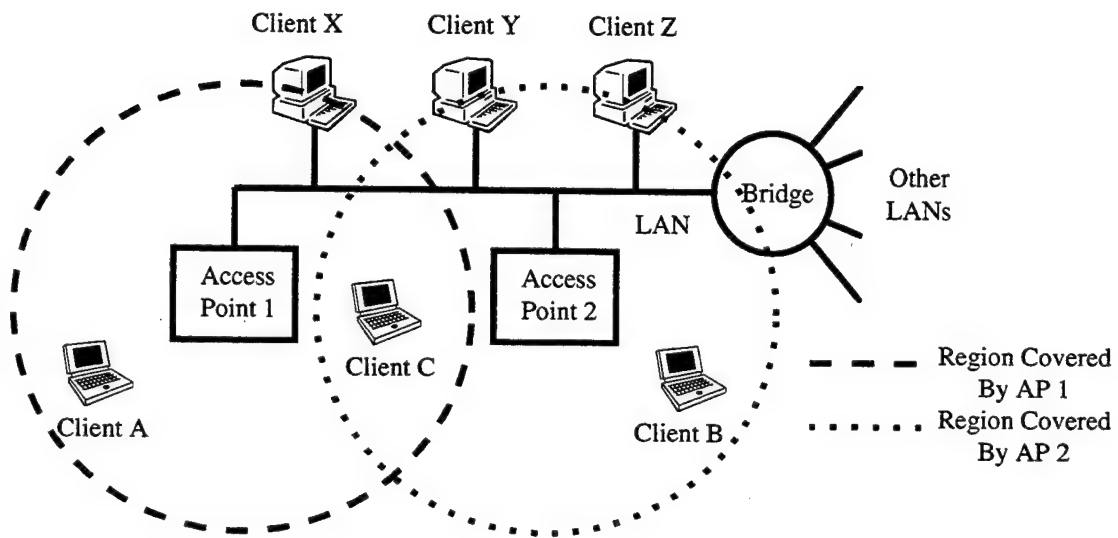 Client X
Client Y
Client Z
Bridge
Other
LANs
LAN
Access
Point 1
Access
Point 2
Client C
Client A
Client B
Region Covered
By AP 1
Region Covered
By AP 2